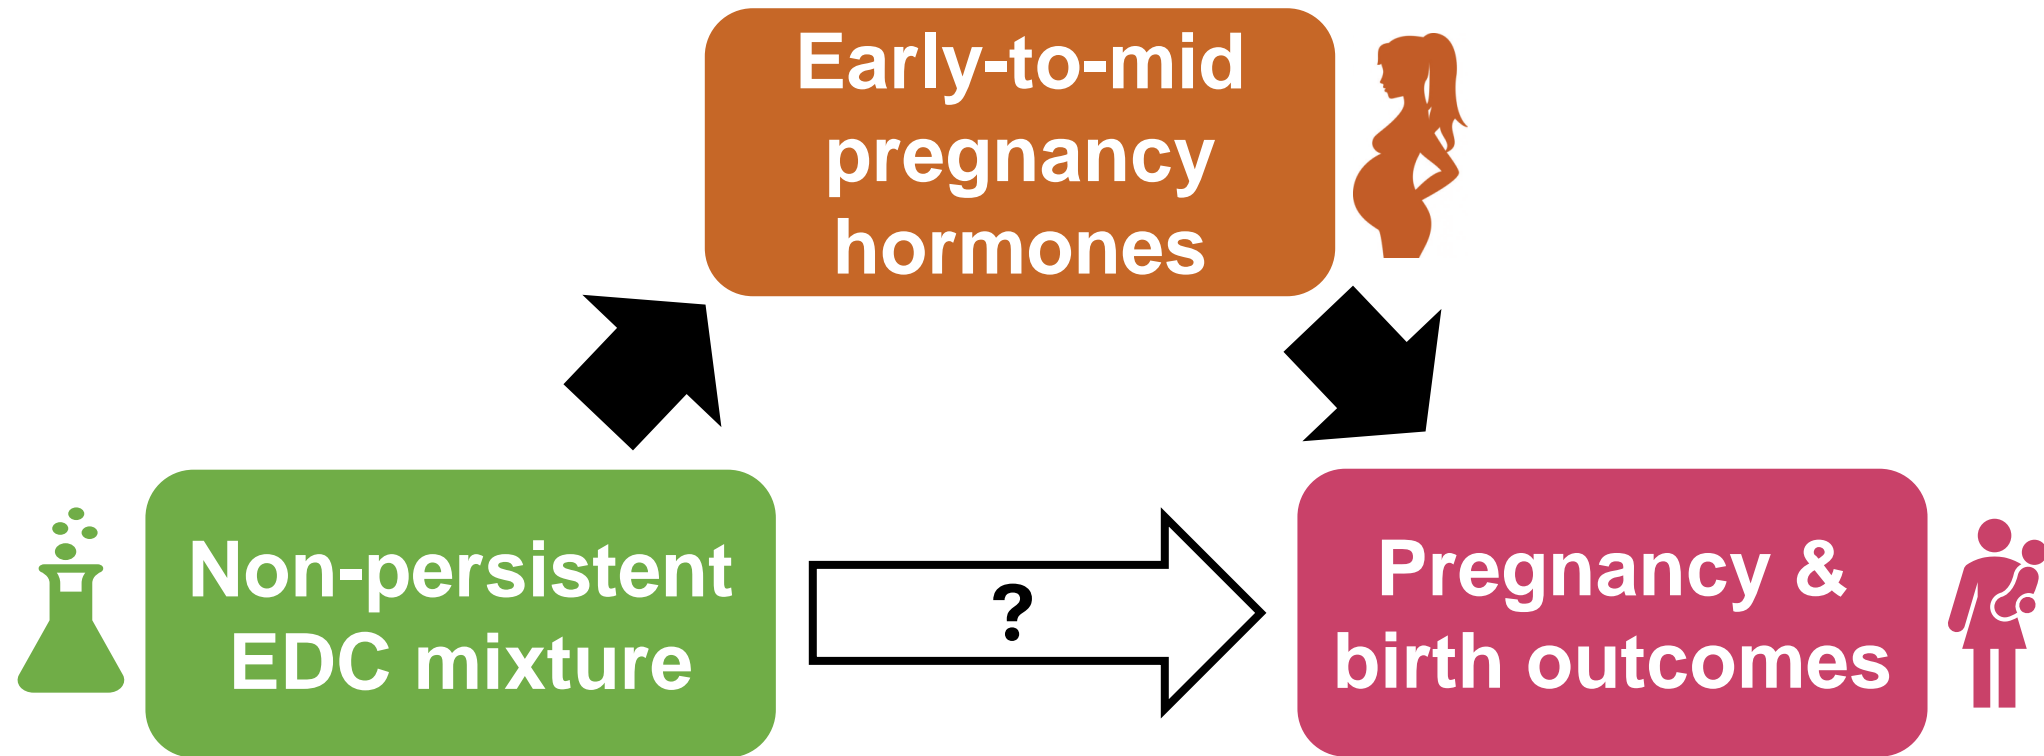 Early-to-mid
pregnancy
hormones
Non-persistent
EDC mixture
?
Pregnancy &
birth outcomes